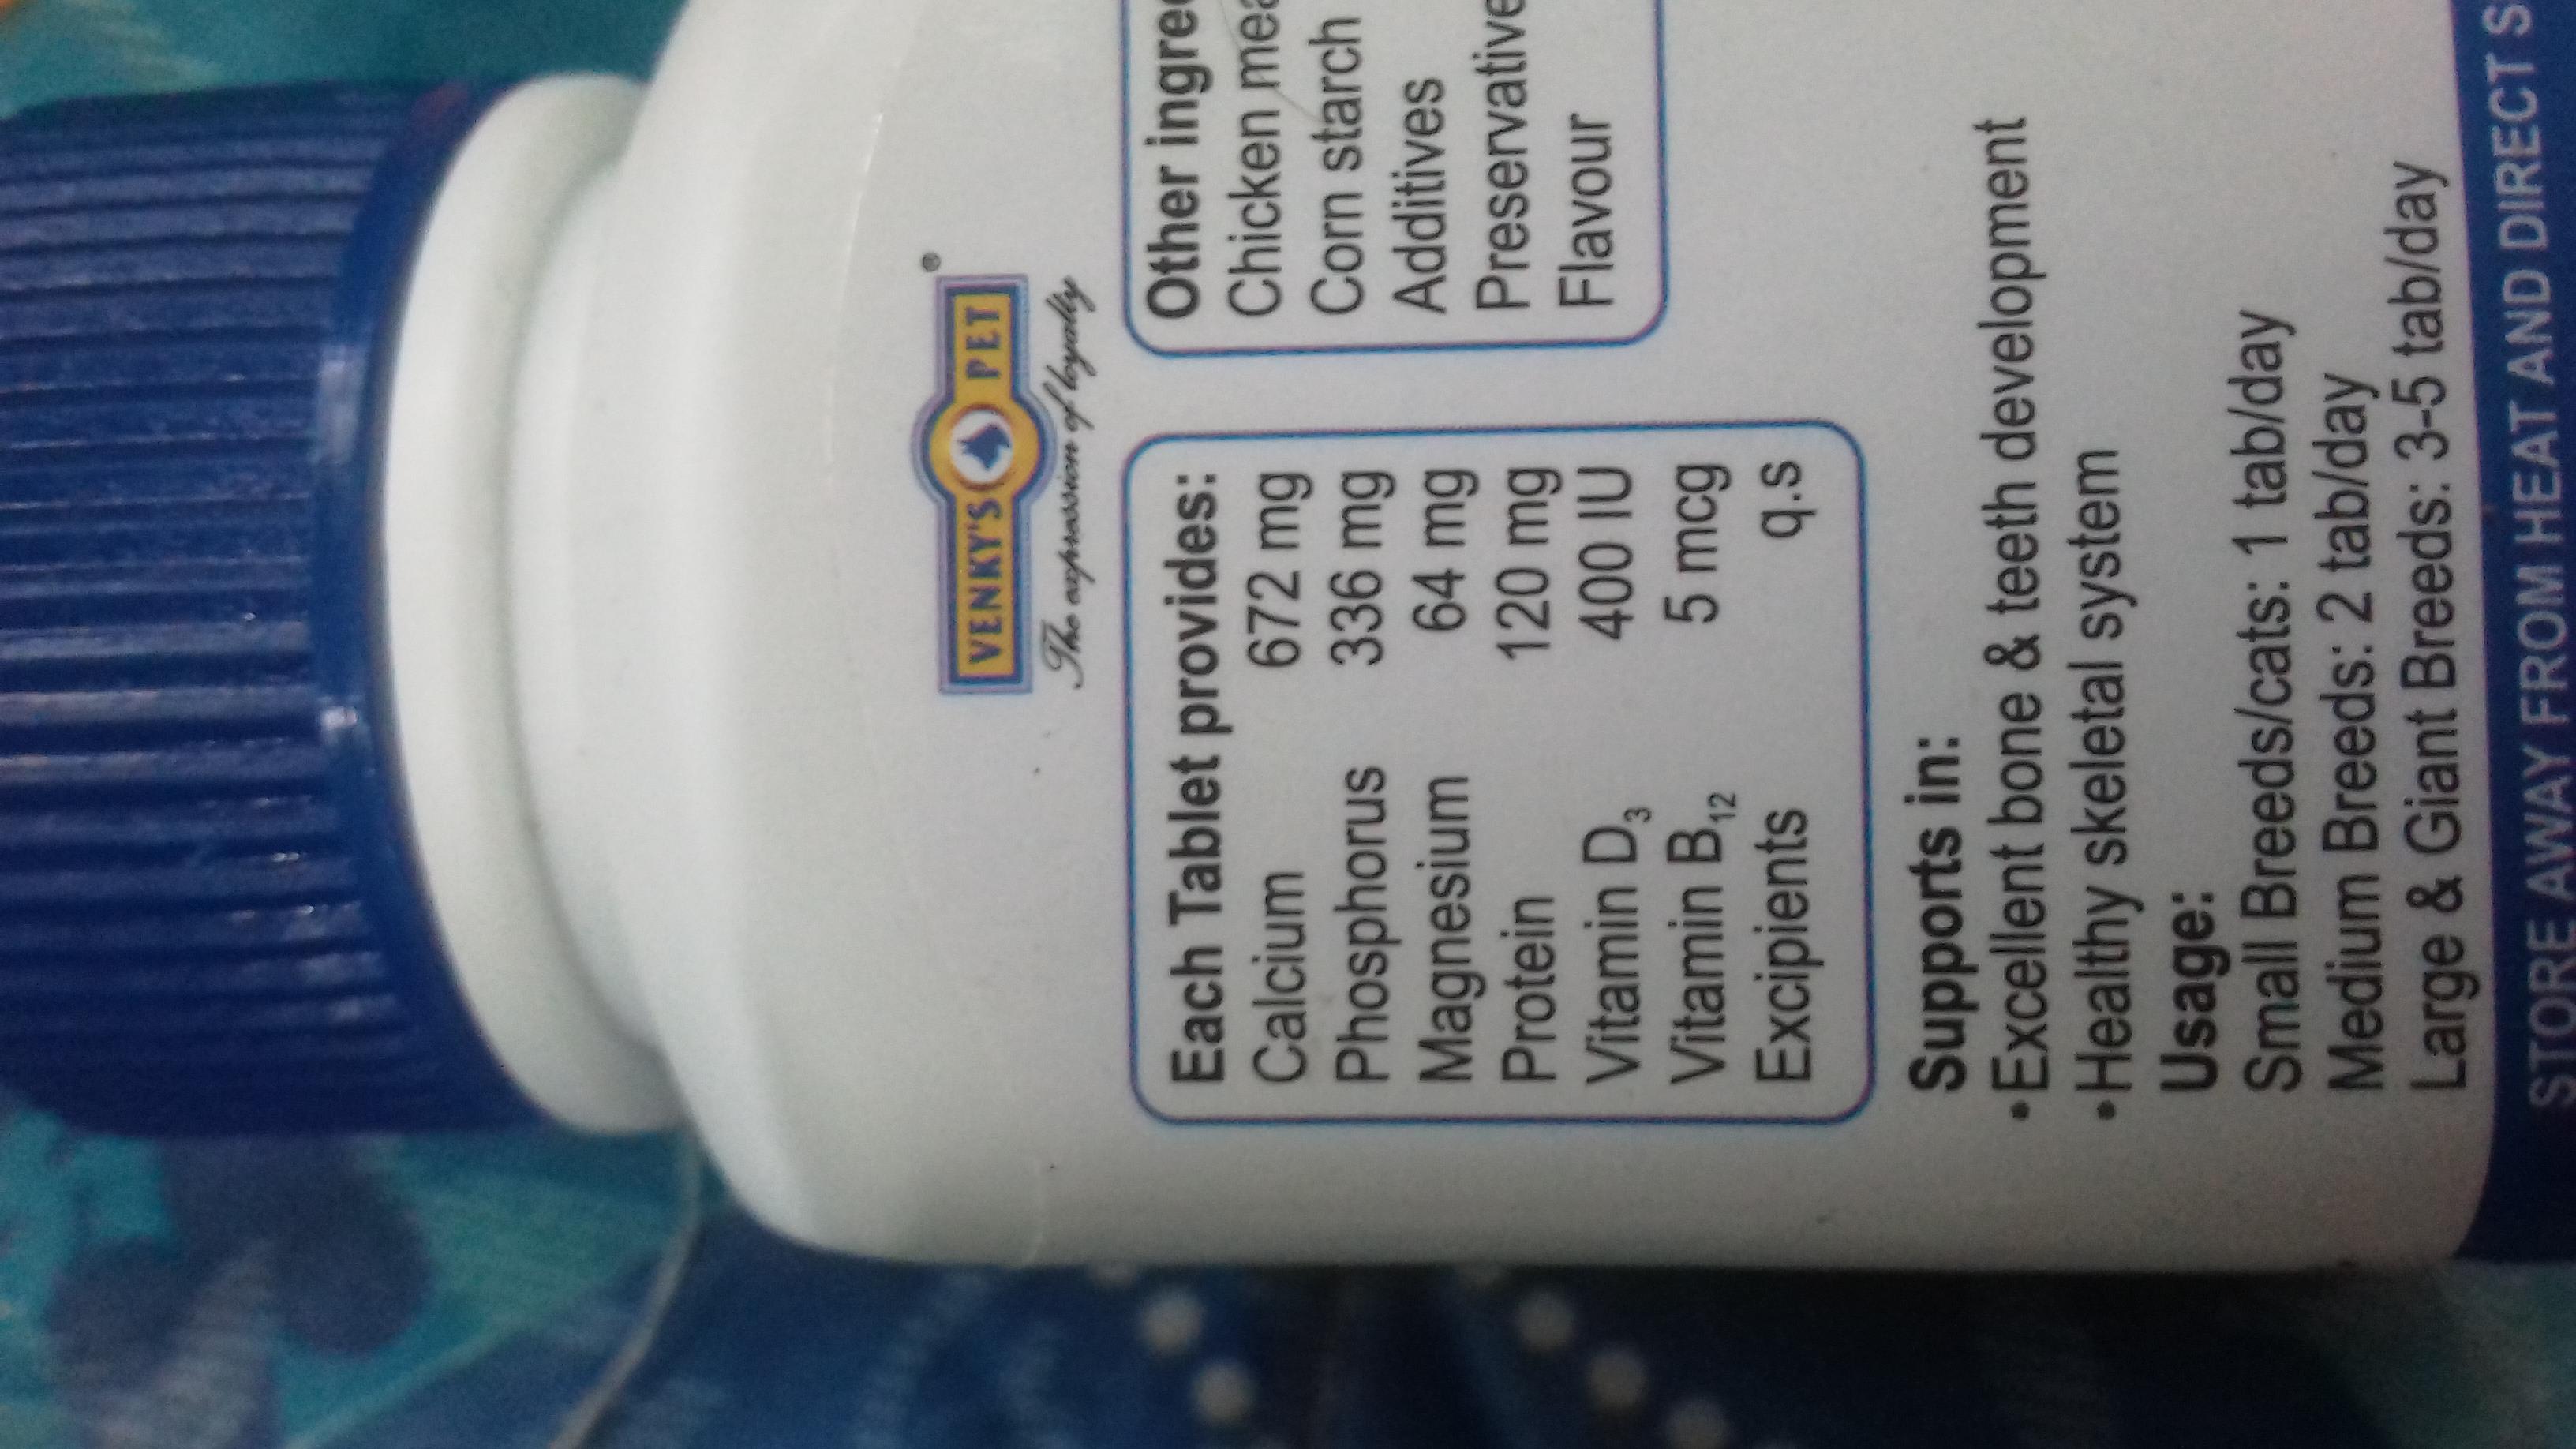 VENKY'S PET ®
The expression of loyalty
Each Tablet provides:
Calcium 672 mg
Phosphorus 336 mg
Magnesium 64 mg
Protein 120 mg
Vitamin D3 400 IU
Vitamin B12 5 mcg
Excipients q.s
Other
Chicken
Corn starch
Additives
Preservative
Flavour
Supports in:
•Excellent bone & teeth development
•Healthy skeletal system
Usage:
Small Breeds/cats: 1 tab/day
Medium Breeds: 2 tab/day
Large & Giant Breeds: 3-5 tab/day
STORE AWAY FROM HEAT AND DIRECT S